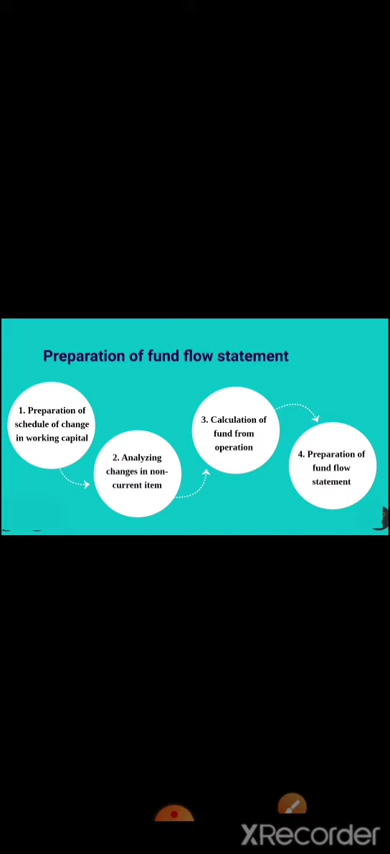 Preparation of fund flow statement
1. Preparation of
schedule of change
in working capital
2. Analyzing
changes in non-
current item
3. Calculation of
fund from
operation
4. Preparation of
fund flow
statement
XRecorder